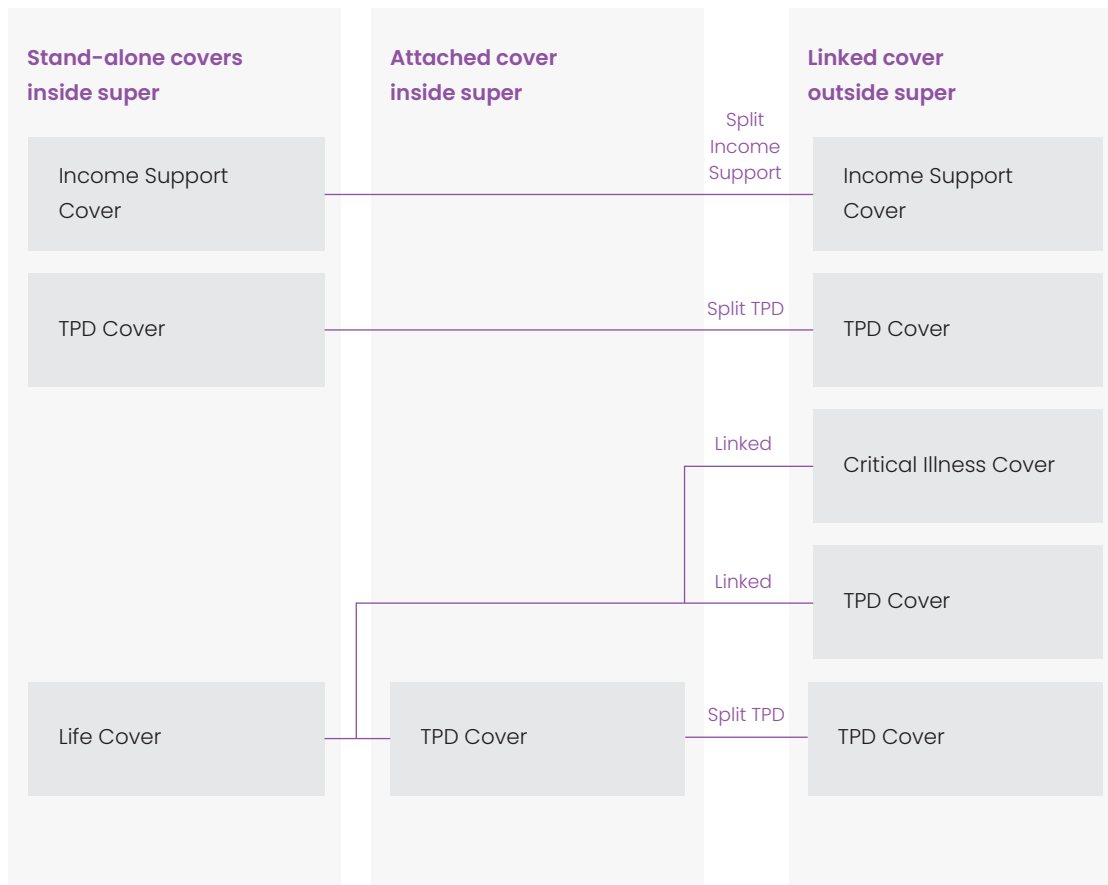 Stand-alone covers
inside super
Attached cover
inside super
Linked cover
outside super
Split
Income
Support
Income Support
Cover
Income Support
Cover
TPD Cover
Split TPD
TPD Cover
Linked
Critical Illness Cover
Linked
TPD Cover
Life Cover
TPD Cover
Split TPD
TPD Cover